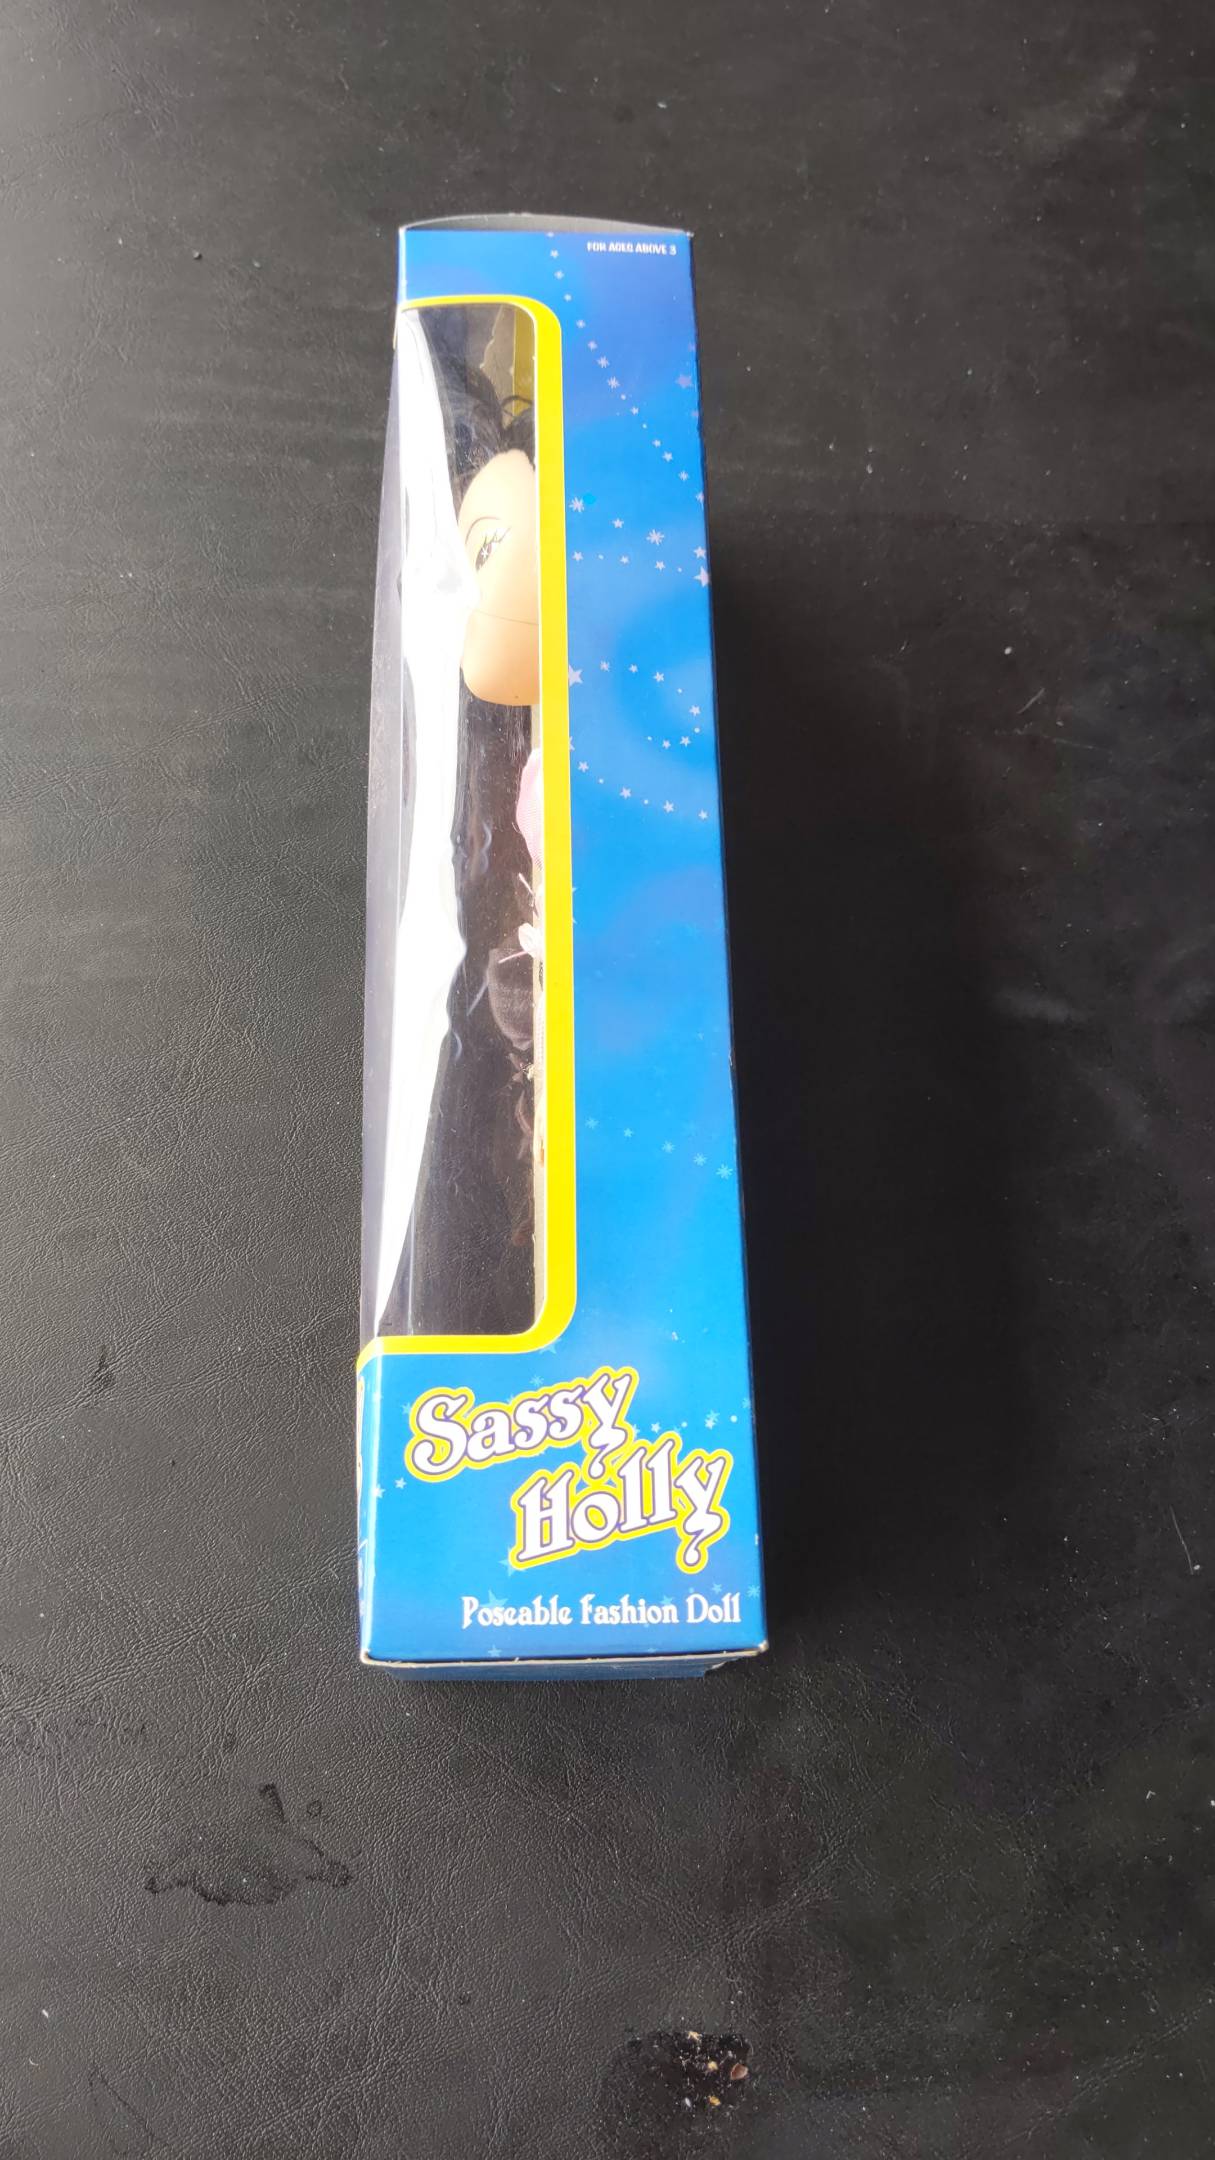 FOR AGES ABOVE 3
Sassy
Holly
Poseable Fashion Doll